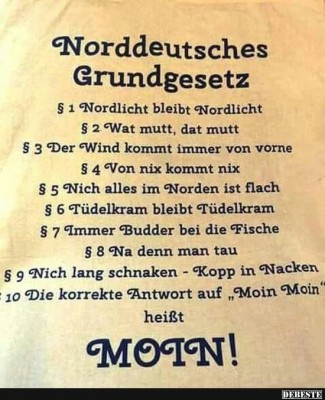 Norddeutsches
Grundgesetz
§ 1 Nordlicht bleibt Nordlicht
§ 2 Wat mutt, dat mutt
§ 3 Der Wind kommt immer von vorne
§ 4 Von nix kommt nix
§ 5 Nich alles im Norden ist flach
§ 6 Tüdelkram bleibt Tüdelkram
§ 7 Immer Budder bei die Fische
§ 8 Na denn man tau
§ 9 Nich lang schnaken - Kopp in Nacken
10 Die korrekte Antwort auf „Moin Moin“
heißt
MOIN!
DEBESTE